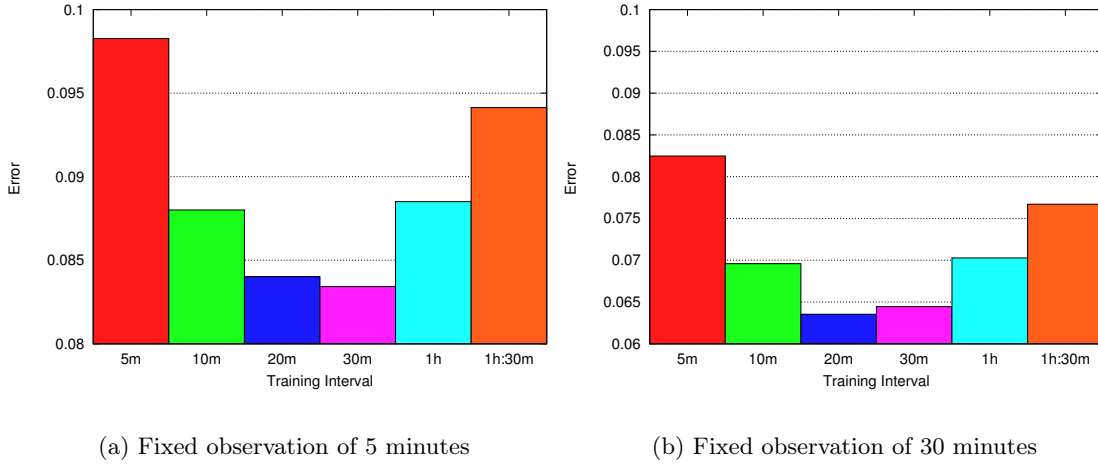 0.1
0.095
0.09
0.085
0.08
Error
5m 10m 20m 30m 1h 1h:30m
Training Interval
(a) Fixed observation of 5 minutes
0.1
0.095
0.09
0.085
0.08
0.075
0.07
0.065
0.06
Error
5m 10m 20m 30m 1h 1h:30m
Training Interval
(b) Fixed observation of 30 minutes